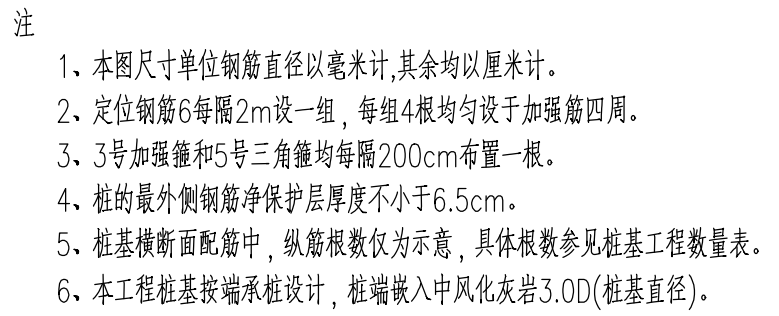 注
1、本图尺寸单位钢筋直径以毫米计,其余均以厘米计。
2、定位钢筋6每隔2m设一组，每组4根均匀设于加强筋四周。
3、3号加强箍和5号三角箍均每隔200cm布置一根。
4、桩的最外侧钢筋净保护层厚度不小于6.5cm。
5、桩基横断面配筋中，纵筋根数仅为示意，具体根数参见桩基工程数量表。
6、本工程桩基按端承桩设计，桩端嵌入中风化灰岩3.0D(桩基直径)。